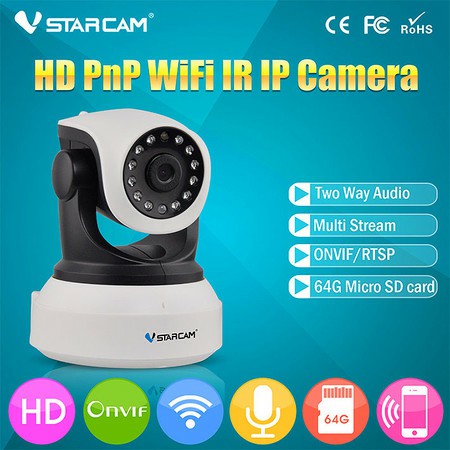 VSTARCAM
CE FC RoHS
HD PnP WiFi IR IP Camera
Two Way Audio
Multi Stream
ONVIF/RTSP
64G Micro SD card
VSTARCAM
HD
ONVIF
64G